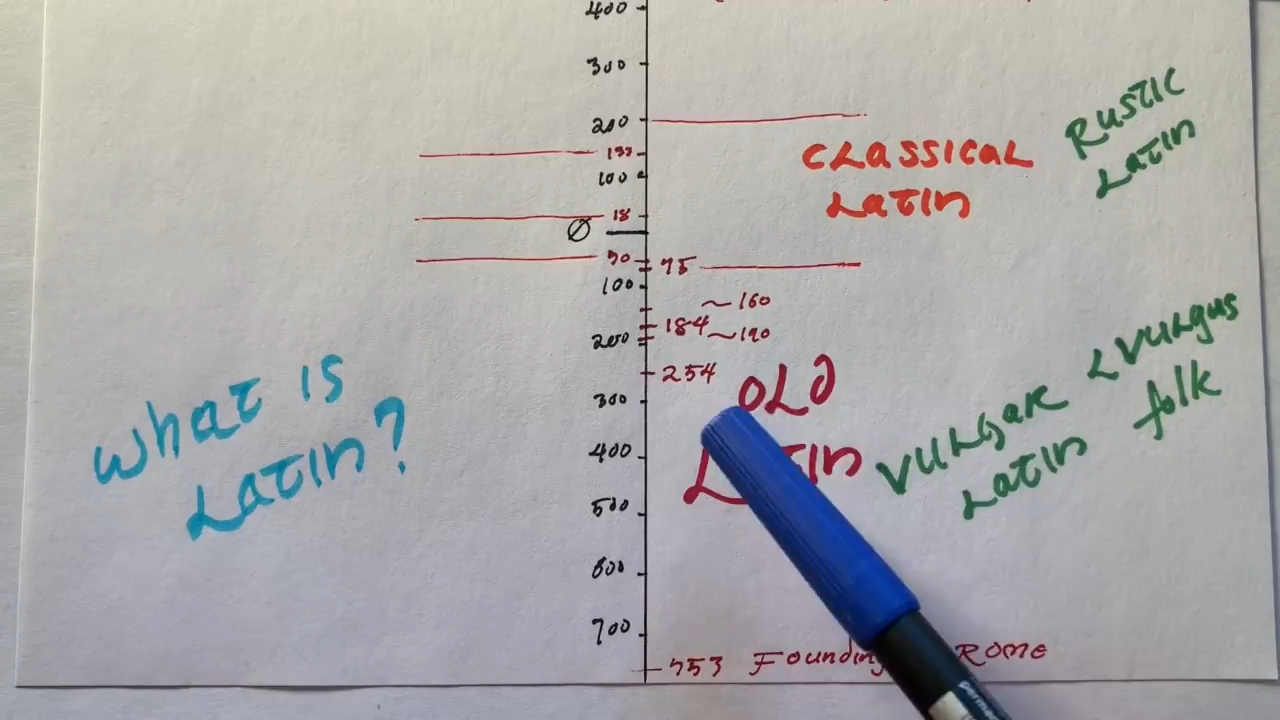 400
300
200
CLASSICAL
LATIN
RUSTIC
LATIN
133
100
18
Ø
50
75
100
~ 160
184
~ 190
200
254
300
OLD
400
VULGAR
LATIN
< VULGUS
folk
WHAT IS
LATIN?
500
600
700
753 Founding ROME